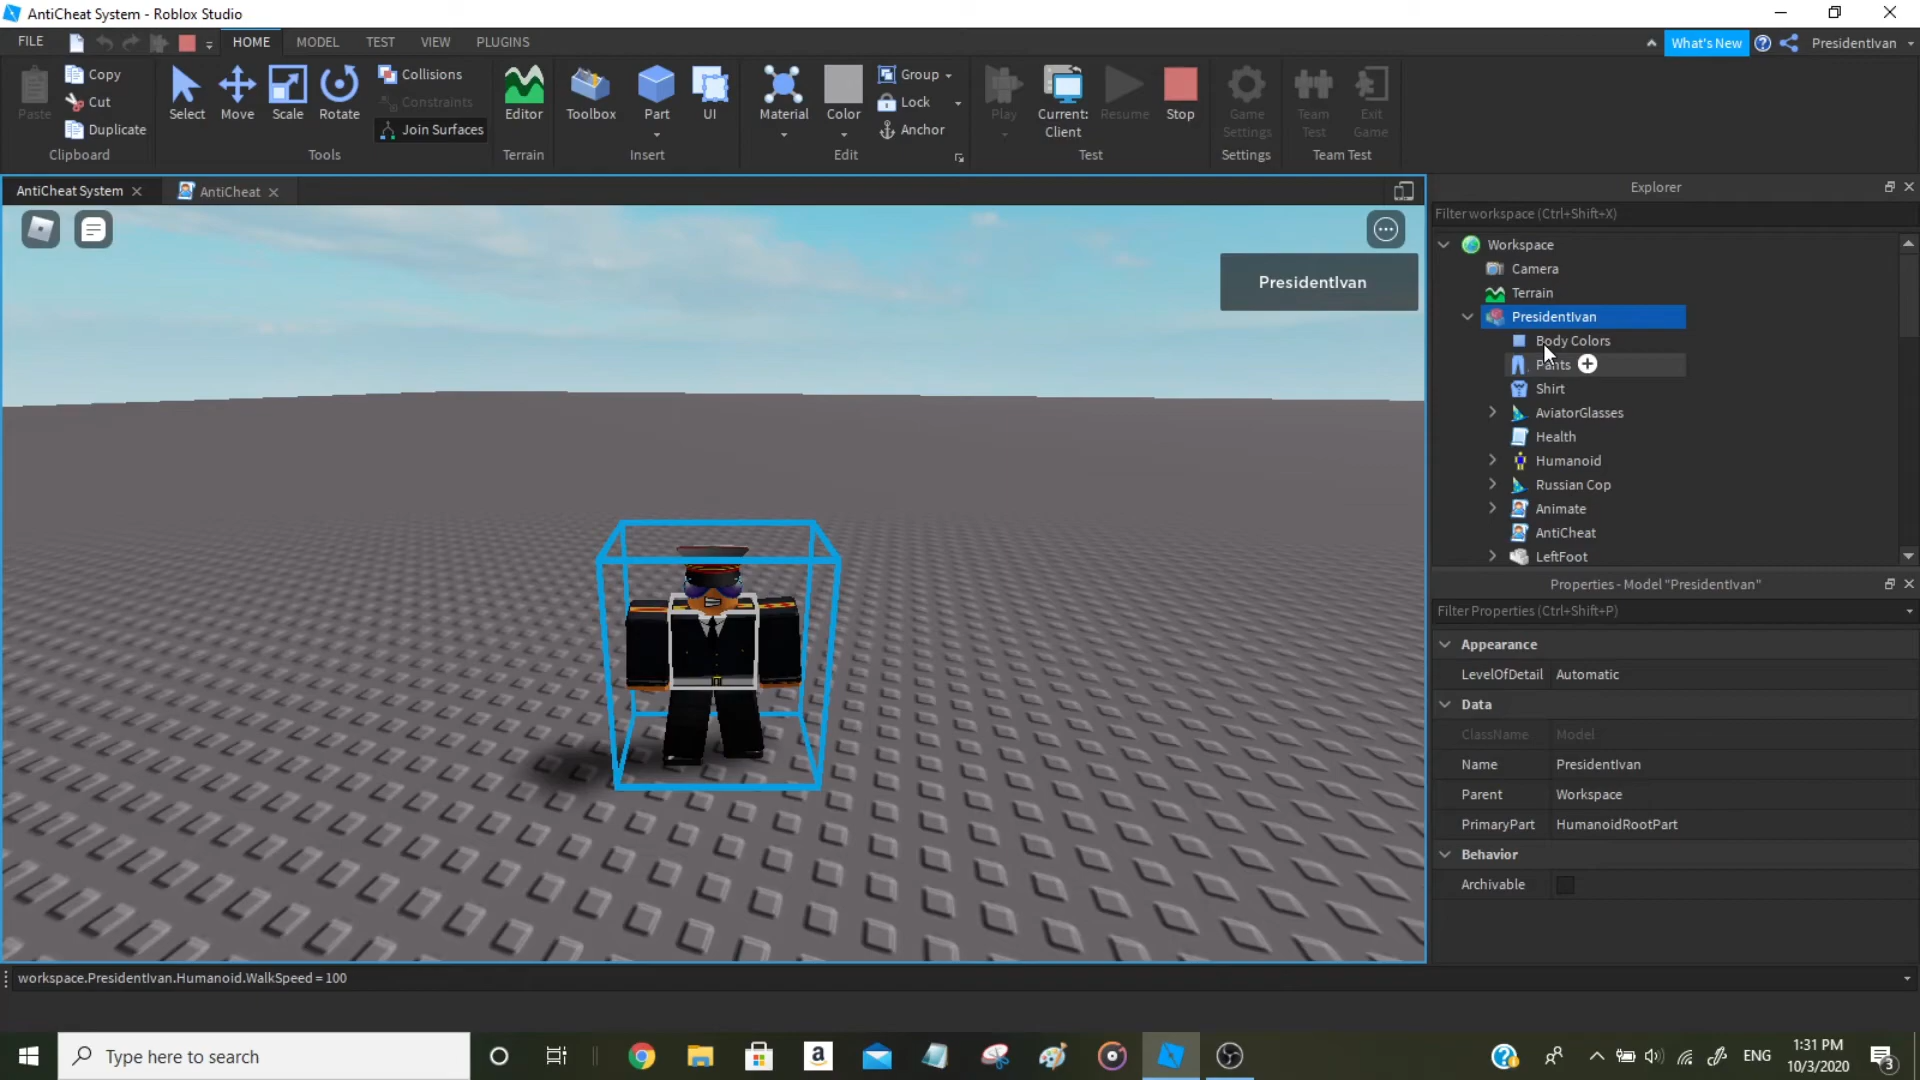 AntiCheat System - Roblox Studio
FILE HOME MODEL TEST VIEW PLUGINS What's New PresidentIvan
Paste Copy Cut Duplicate
Clipboard
Select Move Scale Rotate Collisions Constraints Join Surfaces
Tools
Editor
Terrain
Toolbox Part UI
Insert
Material Color Group Lock Anchor
Edit
Play Current: Client Resume Stop
Test
Game Settings
Settings
Team Test Exit Game
Team Test
AntiCheat System AntiCheat
PresidentIvan
Explorer
Filter workspace (Ctrl+Shift+X)
Workspace
Camera
Terrain
PresidentIvan
Body Colors
Pants
Shirt
AviatorGlasses
Health
Humanoid
Russian Cop
Animate
AntiCheat
LeftFoot
Properties - Model "PresidentIvan"
Filter Properties (Ctrl+Shift+P)
Appearance
LevelOfDetail Automatic
Data
ClassName Model
Name PresidentIvan
Parent Workspace
PrimaryPart HumanoidRootPart
Behavior
Archivable
workspace.PresidentIvan.Humanoid.WalkSpeed = 100
Type here to search
ENG
1:31 PM
10/3/2020
3